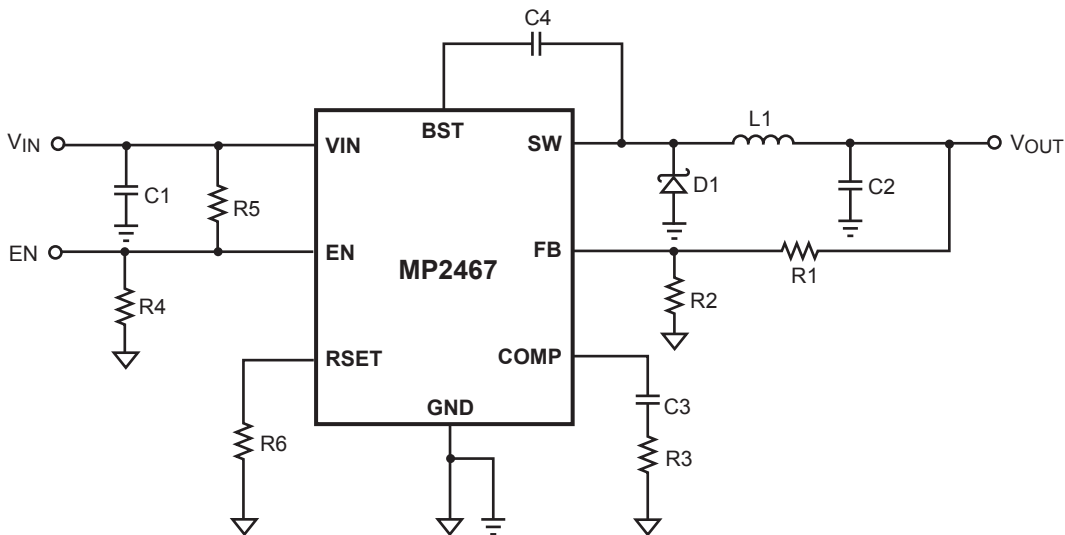 C4
BST
VIN
VIN
SW
L1
VOUT
C1
R5
D1
C2
EN
EN
FB
MP2467
R1
R4
R2
RSET
COMP
GND
C3
R6
R3